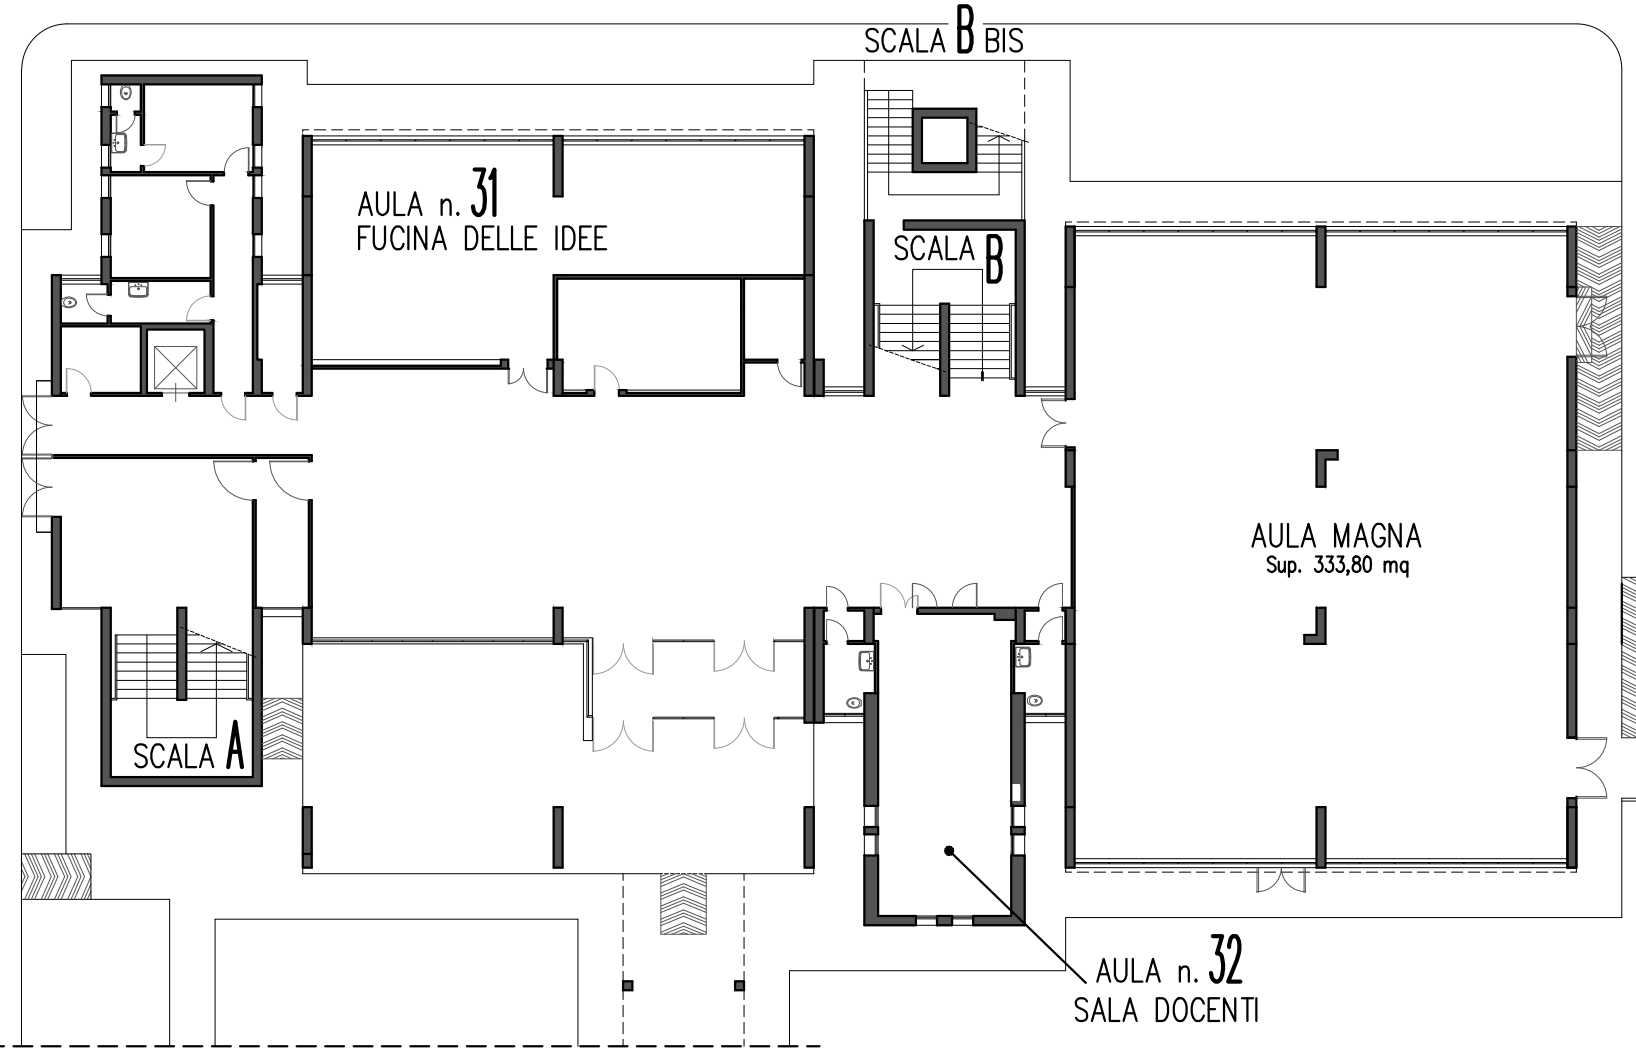 SCALA B BIS
AULA n. 31
FUCINA DELLE IDEE
SCALA B
AULA MAGNA
Sup. 333,80 mq
SCALA A
AULA n. 32
SALA DOCENTI